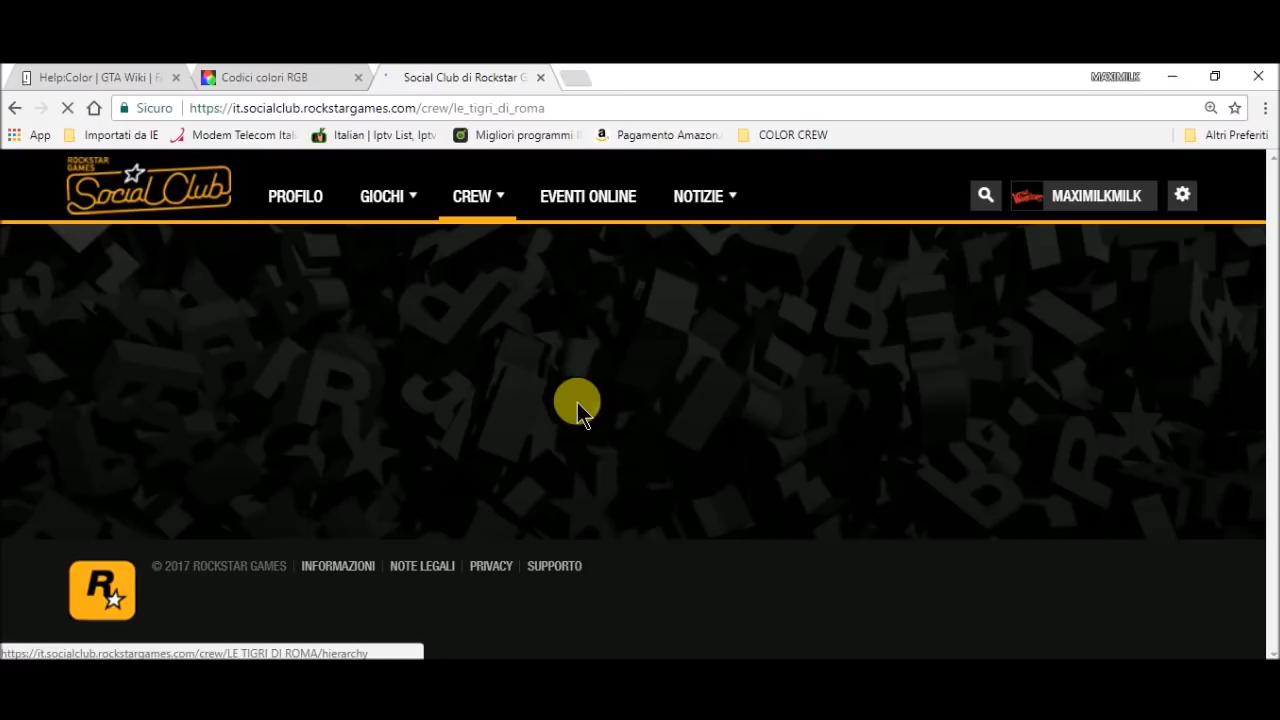 Help:Color | GTA Wiki | F
Codici colori RGB
Social Club di Rockstar G
MAXIMILK
Sicuro
https://it.socialclub.rockstargames.com/crew/le_tigri_di_roma
App
Importati da IE
Modem Telecom Ital
Italian | Iptv List, Iptv
Migliori programmi I
Pagamento Amazon.
COLOR CREW
Altri Preferiti
ROCKSTAR
GAMES
Social Club
PROFILO
GIOCHI
CREW
EVENTI ONLINE
NOTIZIE
MAXIMILKMILK
© 2017 ROCKSTAR GAMES
INFORMAZIONI
NOTE LEGALI
PRIVACY
SUPPORTO
R
https://it.socialclub.rockstargames.com/crew/LE TIGRI DI ROMA/hierarchy